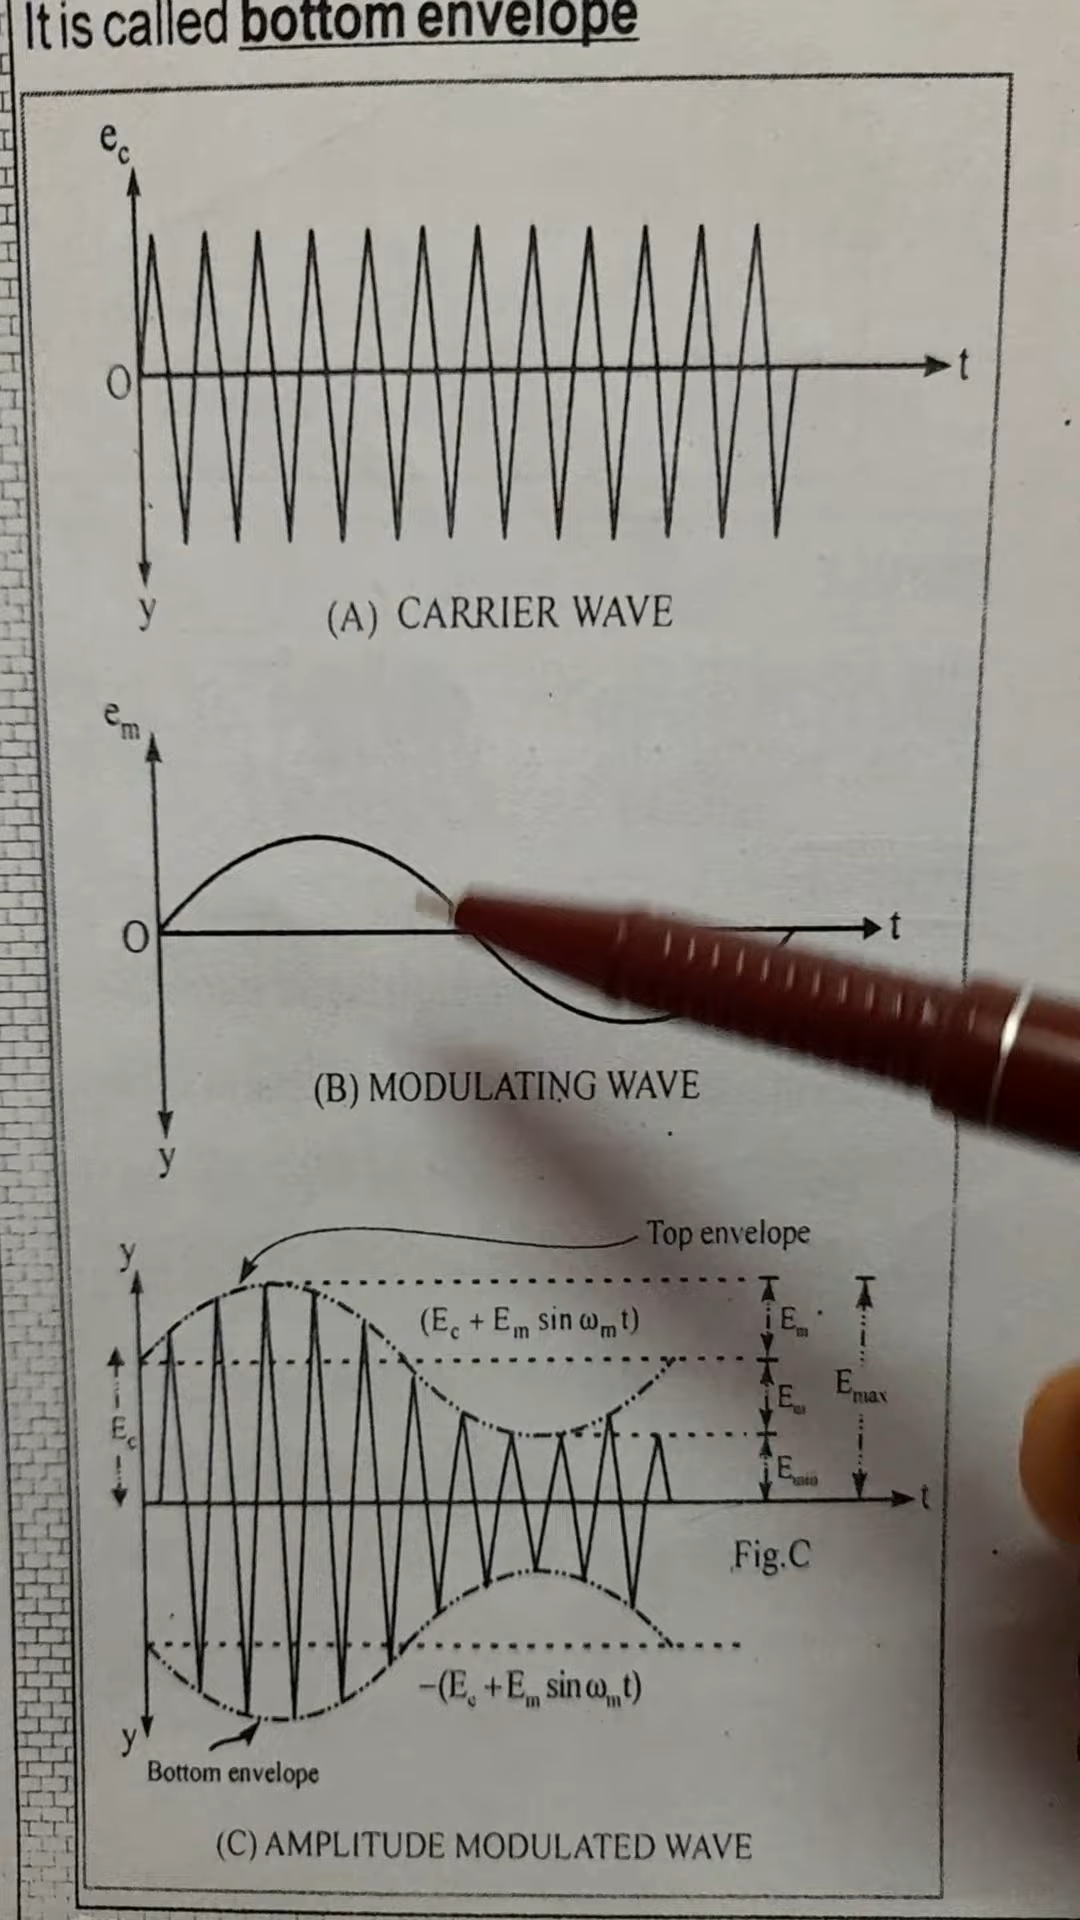 It is called bottom envelope
e_c
O
t
y
(A) CARRIER WAVE
e_m
O
t
y
(B) MODULATING WAVE
Top envelope
y
(E_c + E_m sin ω_m t)
E_m
E_c
E_m
E_max
E_min
t
Fig.C
-(E_c + E_m sin ω_m t)
y
Bottom envelope
(C) AMPLITUDE MODULATED WAVE